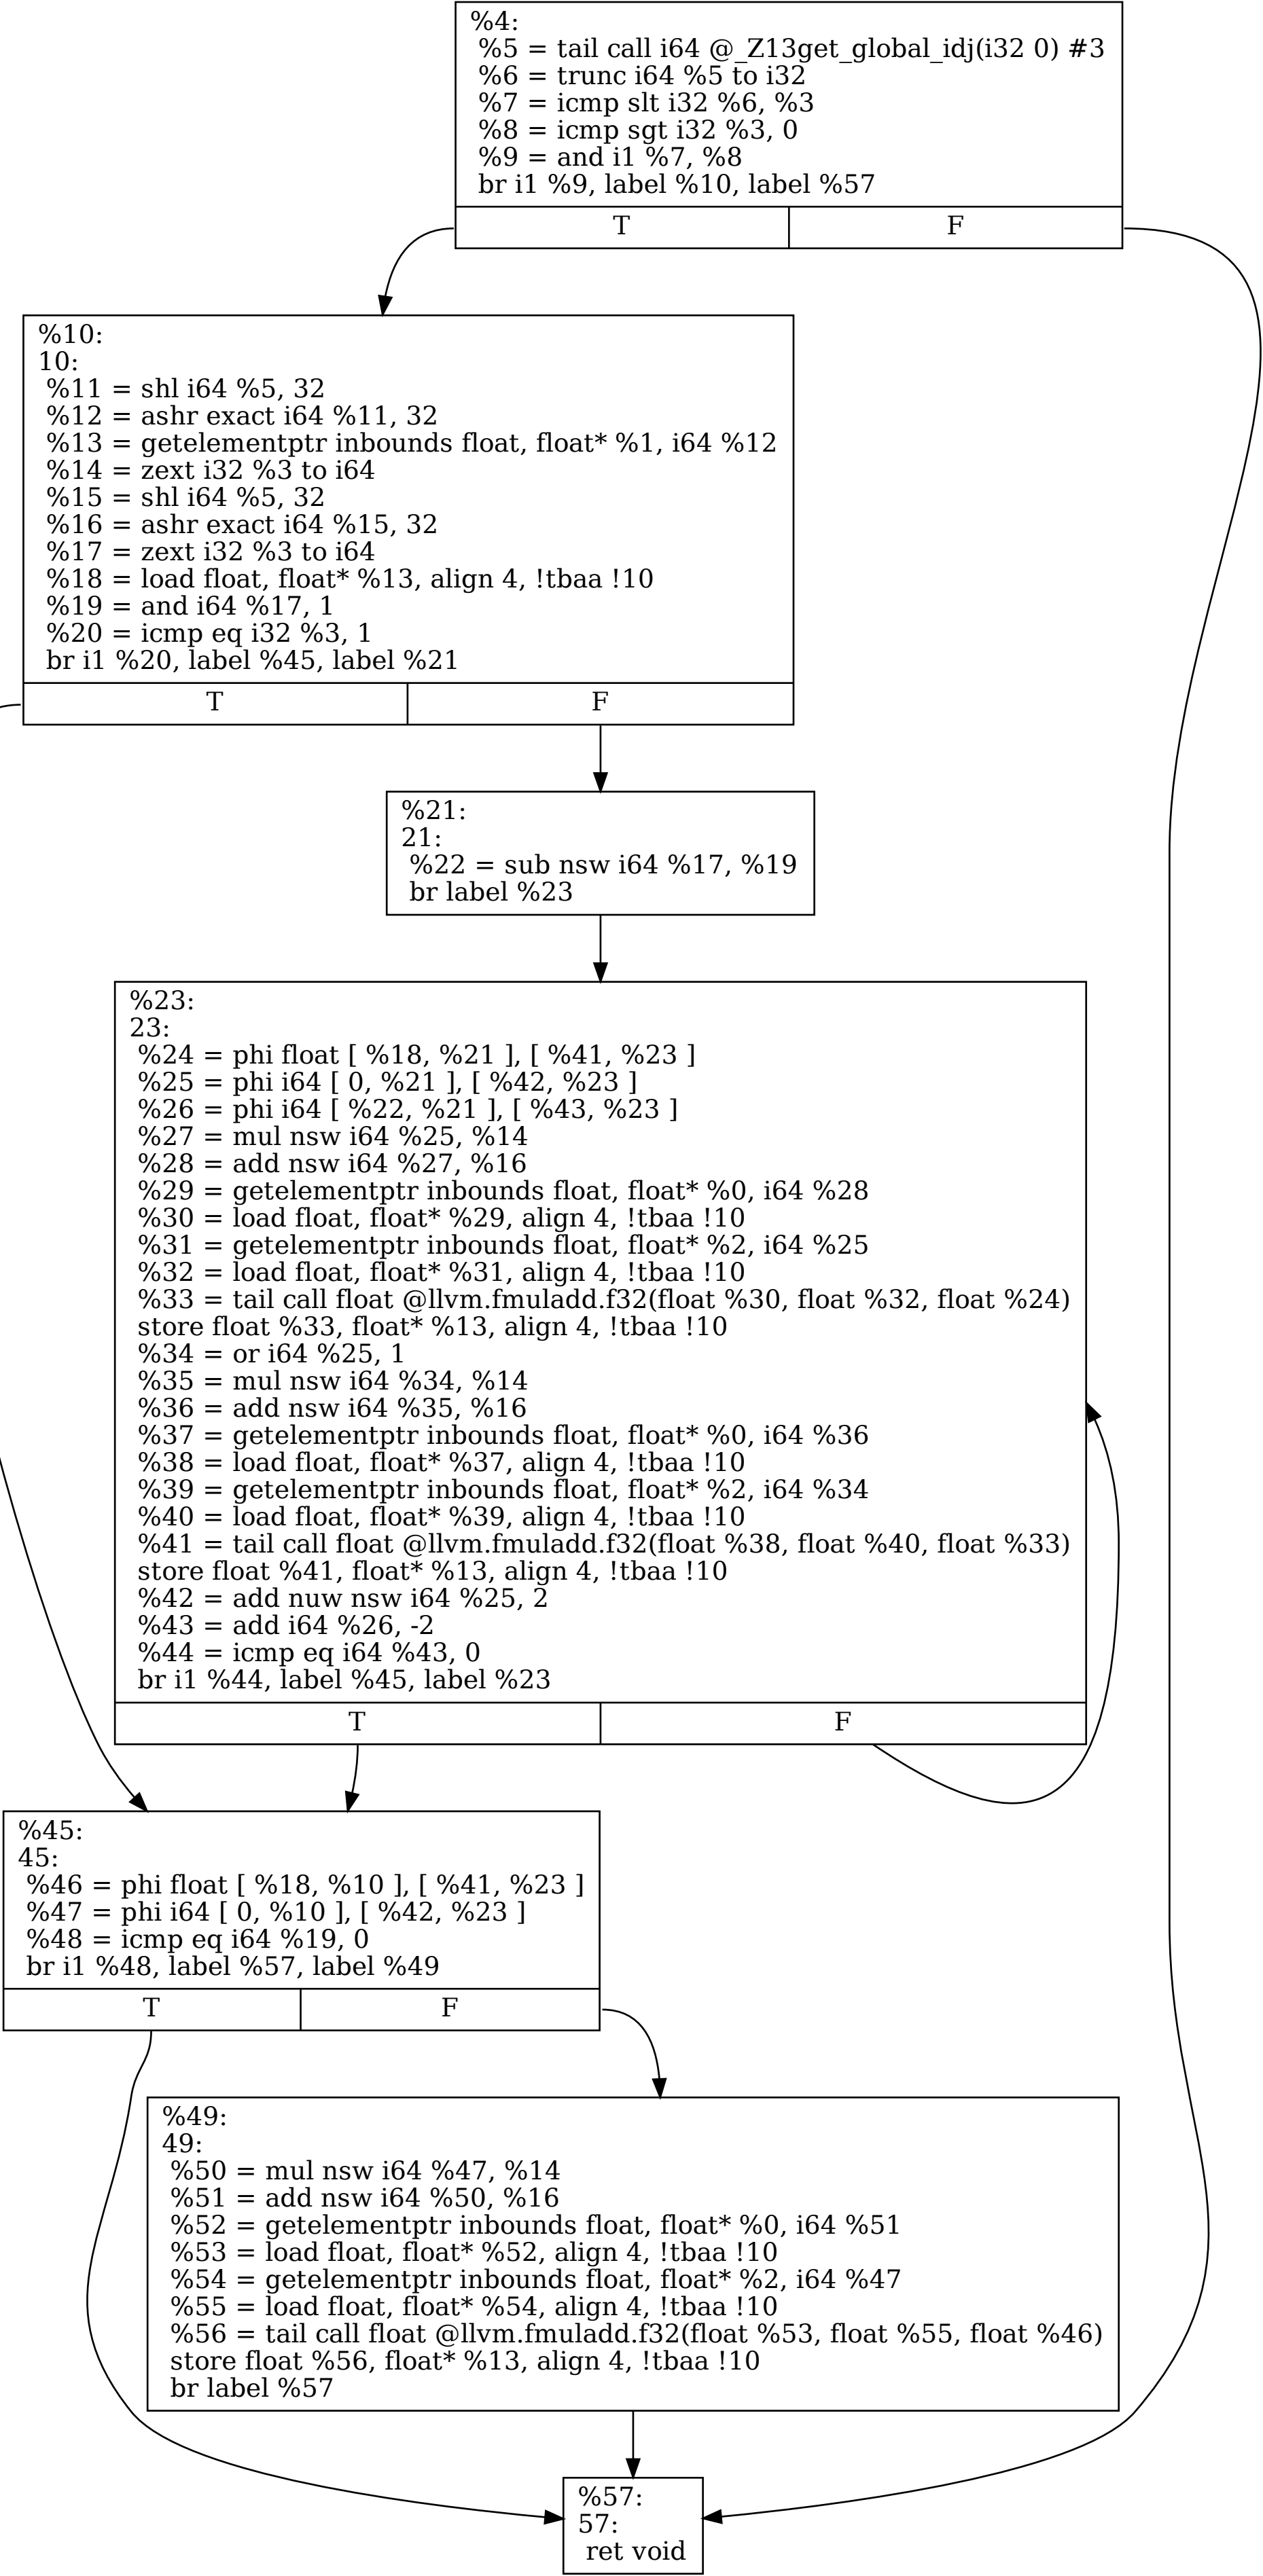 %4:
%5 = tail call i64 @_Z13get_global_idj(i32 0) #3
%6 = trunc i64 %5 to i32
%7 = icmp slt i32 %6, %3
%8 = icmp sgt i32 %3, 0
%9 = and i1 %7, %8
br i1 %9, label %10, label %57
T F
%10:
10:
%11 = shl i64 %5, 32
%12 = ashr exact i64 %11, 32
%13 = getelementptr inbounds float, float* %1, i64 %12
%14 = zext i32 %3 to i64
%15 = shl i64 %5, 32
%16 = ashr exact i64 %15, 32
%17 = zext i32 %3 to i64
%18 = load float, float* %13, align 4, !tbaa !10
%19 = and i64 %17, 1
%20 = icmp eq i32 %3, 1
br i1 %20, label %45, label %21
T F
%21:
21:
%22 = sub nsw i64 %17, %19
br label %23
%23:
23:
%24 = phi float [ %18, %21 ], [ %41, %23 ]
%25 = phi i64 [ 0, %21 ], [ %42, %23 ]
%26 = phi i64 [ %22, %21 ], [ %43, %23 ]
%27 = mul nsw i64 %25, %14
%28 = add nsw i64 %27, %16
%29 = getelementptr inbounds float, float* %0, i64 %28
%30 = load float, float* %29, align 4, !tbaa !10
%31 = getelementptr inbounds float, float* %2, i64 %25
%32 = load float, float* %31, align 4, !tbaa !10
%33 = tail call float @llvm.fmuladd.f32(float %30, float %32, float %24)
store float %33, float* %13, align 4, !tbaa !10
%34 = or i64 %25, 1
%35 = mul nsw i64 %34, %14
%36 = add nsw i64 %35, %16
%37 = getelementptr inbounds float, float* %0, i64 %36
%38 = load float, float* %37, align 4, !tbaa !10
%39 = getelementptr inbounds float, float* %2, i64 %34
%40 = load float, float* %39, align 4, !tbaa !10
%41 = tail call float @llvm.fmuladd.f32(float %38, float %40, float %33)
store float %41, float* %13, align 4, !tbaa !10
%42 = add nuw nsw i64 %25, 2
%43 = add i64 %26, -2
%44 = icmp eq i64 %43, 0
br i1 %44, label %45, label %23
T F
%45:
45:
%46 = phi float [ %18, %10 ], [ %41, %23 ]
%47 = phi i64 [ 0, %10 ], [ %42, %23 ]
%48 = icmp eq i64 %19, 0
br i1 %48, label %57, label %49
T F
%49:
49:
%50 = mul nsw i64 %47, %14
%51 = add nsw i64 %50, %16
%52 = getelementptr inbounds float, float* %0, i64 %51
%53 = load float, float* %52, align 4, !tbaa !10
%54 = getelementptr inbounds float, float* %2, i64 %47
%55 = load float, float* %54, align 4, !tbaa !10
%56 = tail call float @llvm.fmuladd.f32(float %53, float %55, float %46)
store float %56, float* %13, align 4, !tbaa !10
br label %57
%57:
57:
ret void